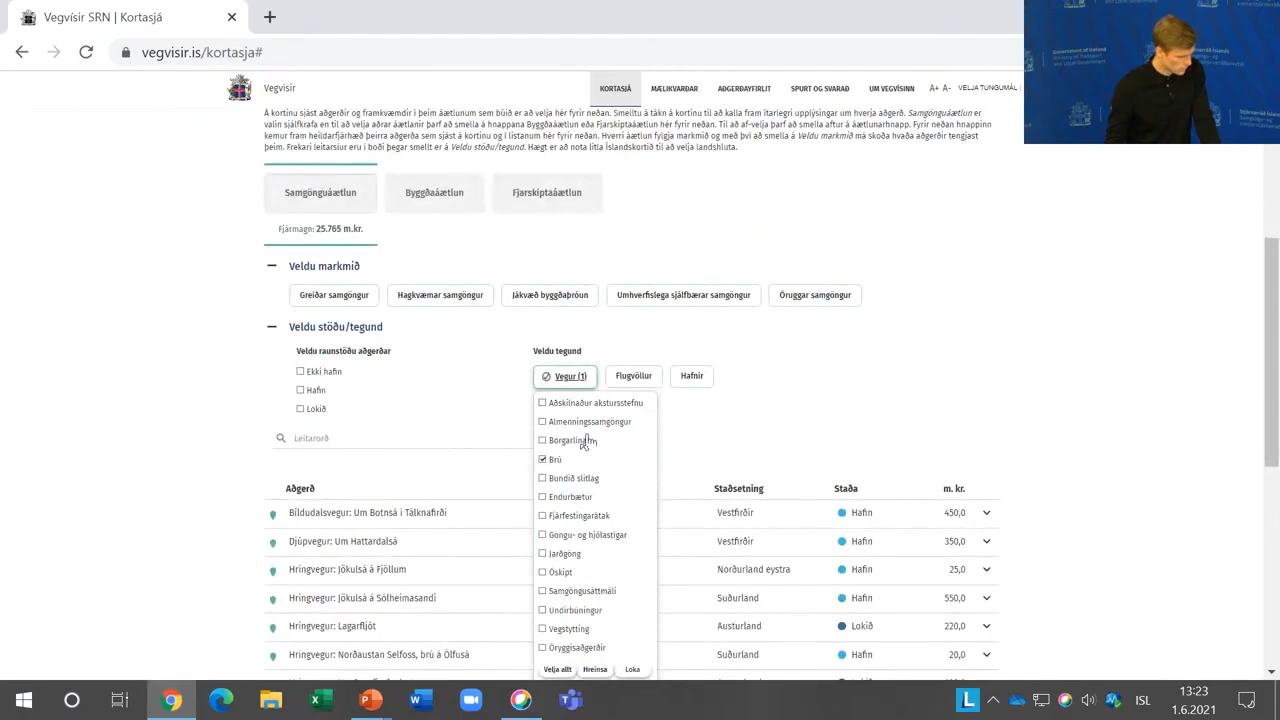 Vegvísir SRN | Kortasjá
vegvisir.is/kortasja#
Vegvísir
KORTASJÁ
MÆLIKVARÐAR
AÐGERÐAYFIRLIT
SPURT OG SVARAÐ
UM VEGVÍSINN
A+ A-
VELJA TUNGUMÁL
Á kortinu sjást aðgerðir og framkvæmdir í þeim áætlunum sem búið er að velja hér fyrir neðan. Smelltu á tákn á kortinu til að kalla fram ítarlegri upplýsingar um hverja aðgerð. Samgönguáætlun er
valin sjálfkrafa en til að velja aðrar áætlanir þarf að smella á hnappana Byggðaáætlun eða Fjarskiptaáætlun hér fyrir neðan. Til að af-velja þarf að smella aftur á áætlunarhnapp. Fyrir neðan hnappinn
kemur fram heildarfjárhæð þeirra aðgerða sem sjást á kortinu og í listanum hér fyrir neðan. Hverri áætlun fylgja markmið og með því að smella á Veldu markmið má skoða hvaða aðgerðir tengjast
þeim. Frekari leitarsíur eru í boði þegar smellt er á Veldu stöðu/tegund. Hægt er að nota litla Íslandskortið til að velja landshluta.
Samgönguáætlun
Byggðaáætlun
Fjarskiptaáætlun
Fjármagn: 25.765 m.kr.
Veldu markmið
Greiðar samgöngur
Hagkvæmar samgöngur
Jákvæð byggðaþróun
Umhverfislega sjálfbærar samgöngur
Öruggar samgöngur
Veldu stöðu/tegund
Veldu raunstöðu aðgerðar
Ekki hafin
Hafin
Lokið
Veldu tegund
Vegur (1)
Flugvöllur
Hafnir
Aðskilnaður akstursstefnu
Almenningssamgöngur
Brú
Bundið slitlag
Endurbætur
Fjárfestingarátak
Göngu- og hjólastígar
Jarðgöng
Óskipt
Samgöngusáttmáli
Undirbúningur
Vegstytting
Öryggisaðgerðir
Velja allt
Hreinsa
Loka
Leitarorð
Aðgerð
Staðsetning
Staða
m. kr.
Bíldudalsvegur: Um Botnsá í Tálknafirði
Vestfirðir
Hafin
450,0
Djúpvegur: Um Hattardalsá
Vestfirðir
Hafin
350,0
Hringvegur: Jökulsá á Fjöllum
Norðurland eystra
Hafin
25,0
Hringvegur: Jökulsá á Sólheimasandi
Suðurland
Hafin
550,0
Hringvegur: Lagarfljót
Austurland
Lokið
220,0
Hringvegur: Norðaustan Selfoss, brú á Ölfusá
Suðurland
Hafin
20,0
ISL
13:23
1.6.2021